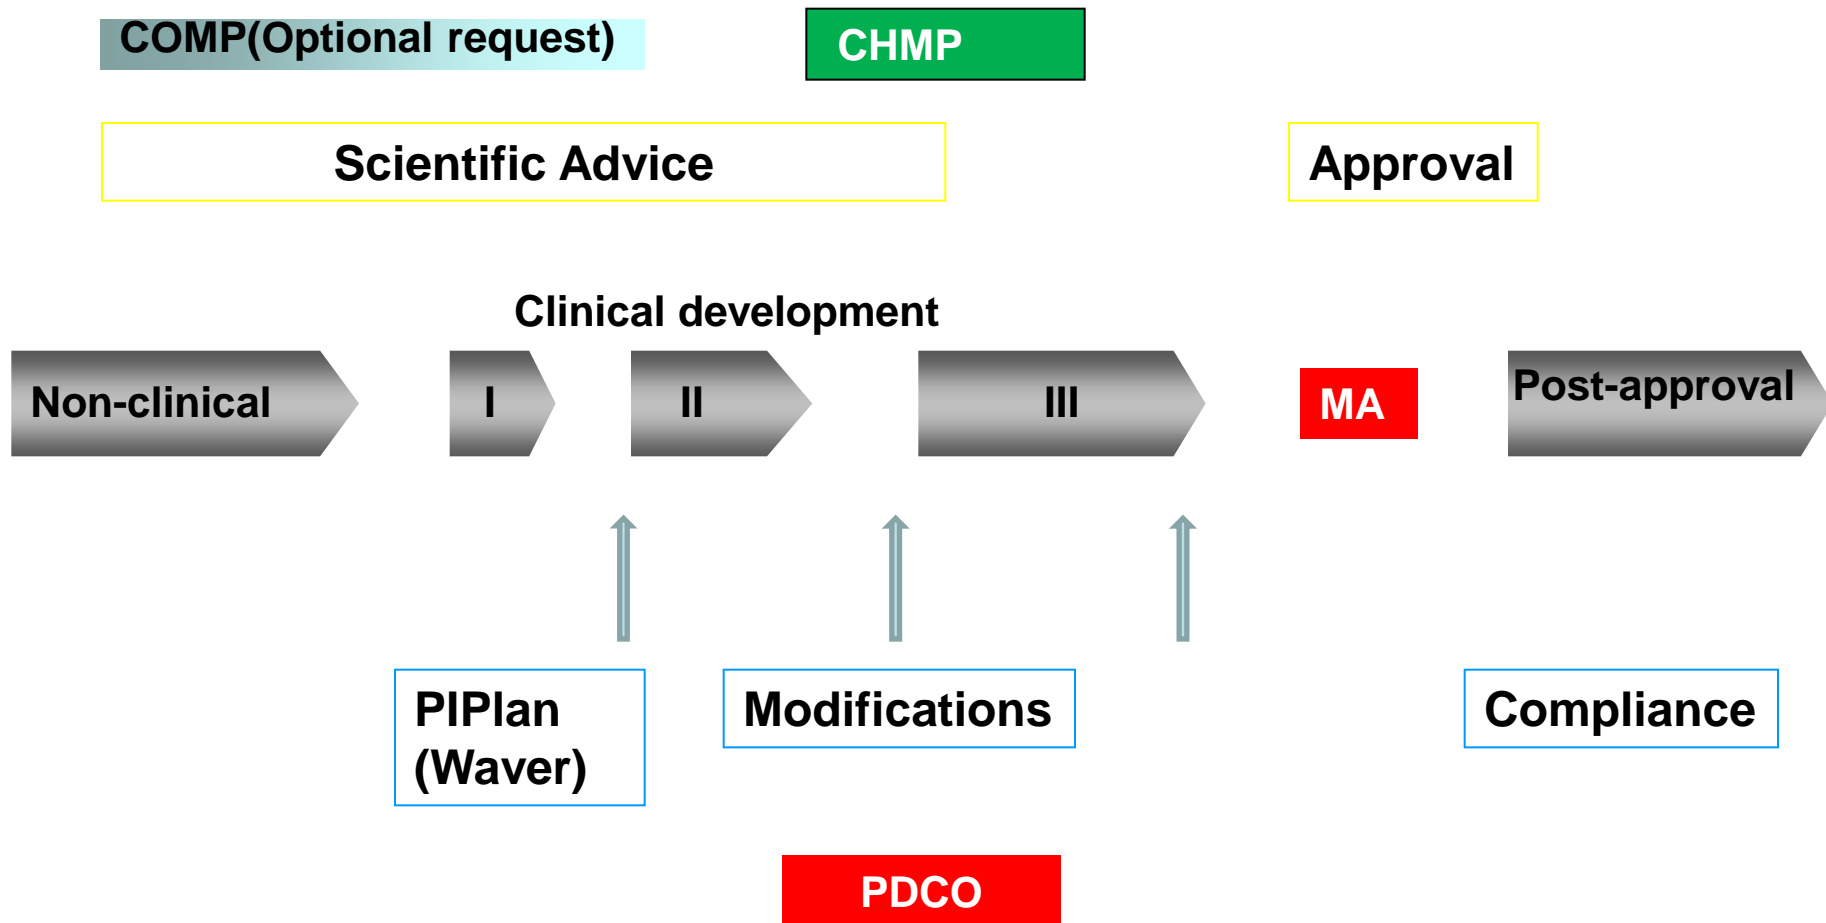 COMP(Optional request)
CHMP
Scientific Advice
Approval
Clinical development
Non-clinical
I
II
III
MA
Post-approval
PIPlan
(Waver)
Modifications
Compliance
PDCO